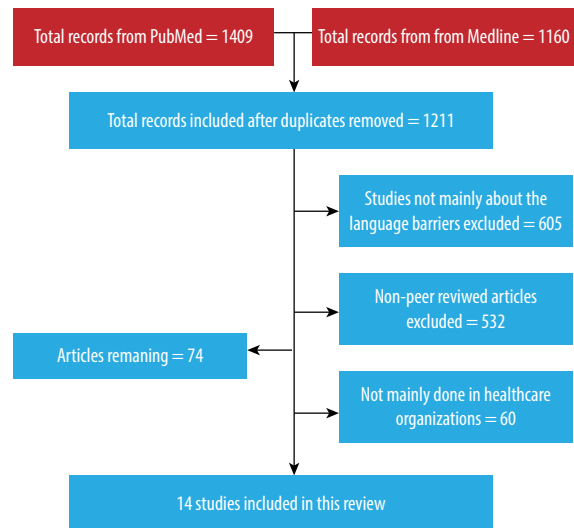 Total records from PubMed = 1409
Total records from from Medline = 1160
Total records included after duplicates removed = 1211
Studies not mainly about the
language barriers excluded = 605
Non-peer reviwed articles
excluded = 532
Articles remaning = 74
Not mainly done in healthcare
organizations = 60
14 studies included in this review